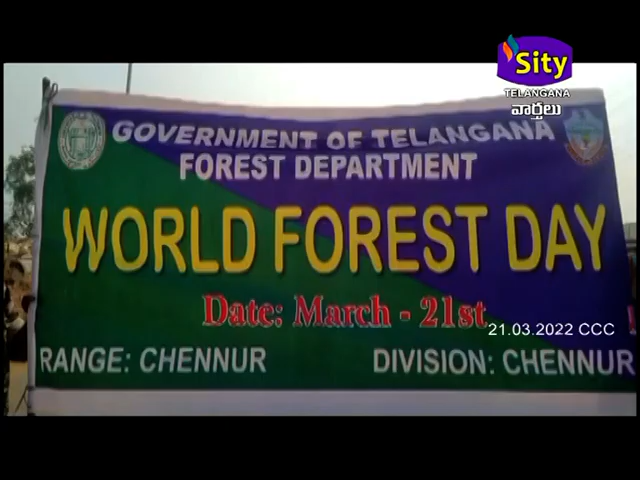 Sity
TELANGANA
వార్తలు
GOVERNMENT OF TELANGANA
FOREST DEPARTMENT
WORLD FOREST DAY
Date: March - 21st
21.03.2022 CCC
RANGE: CHENNUR
DIVISION: CHENNUR